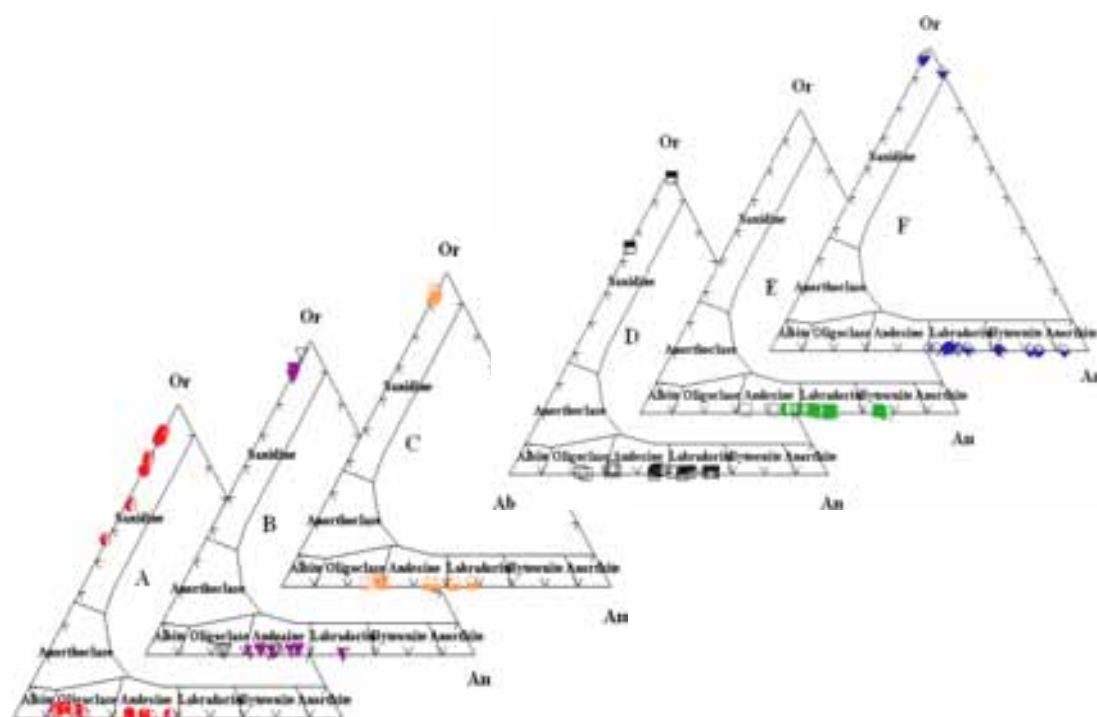 Or
Sanidine
F
Anorthoclase
Albite Oligoclase Andesine Labradorite Bytownite Anorthite
An
Or
Sanidine
E
Anorthoclase
Albite Oligoclase Andesine Labradorite Bytownite Anorthite
An
Or
Sanidine
D
Anorthoclase
Albite Oligoclase Andesine Labradorite Bytownite Anorthite
Ab An
Or
Sanidine
C
Anorthoclase
Albite Oligoclase Andesine Labradorite Bytownite Anorthite
An
Or
Sanidine
B
Anorthoclase
Albite Oligoclase Andesine Labradorite Bytownite Anorthite
An
Or
Sanidine
A
Anorthoclase
Albite Oligoclase Andesine Labradorite Bytownite Anorthite